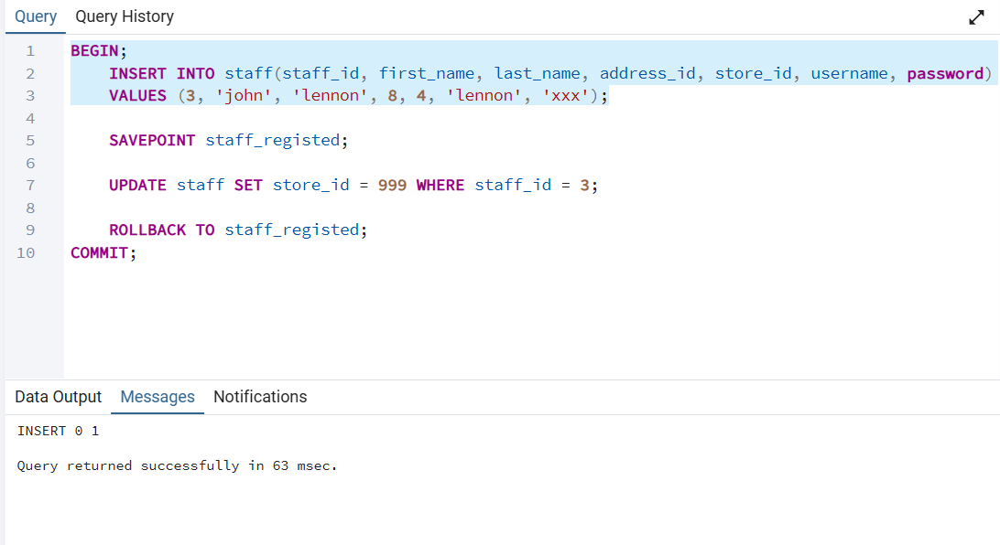 Query Query History
1 BEGIN;
2 INSERT INTO staff(staff_id, first_name, last_name, address_id, store_id, username, password)
3 VALUES (3, 'john', 'lennon', 8, 4, 'lennon', 'xxx');
4
5 SAVEPOINT staff_registed;
6
7 UPDATE staff SET store_id = 999 WHERE staff_id = 3;
8
9 ROLLBACK TO staff_registed;
10 COMMIT;
Data Output Messages Notifications
INSERT 0 1
Query returned successfully in 63 msec.